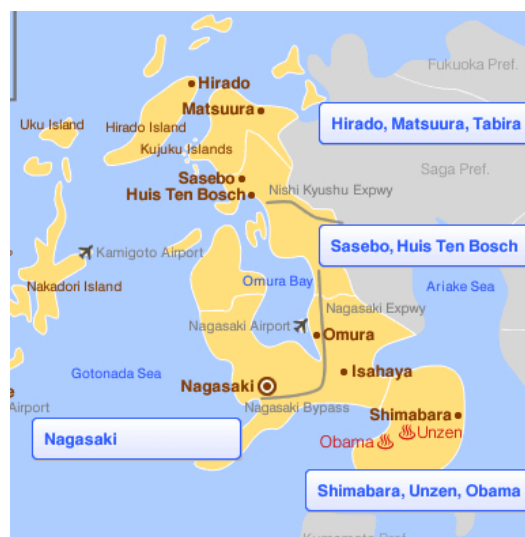 Fukuoka Pref.
Hirado
Matsuura
Uku Island
Hirado Island
Hirado, Matsuura, Tabira
Kujuku Islands
Saga Pref.
Sasebo
Huis Ten Bosch
Nishi Kyushu Expwy
Sasebo, Huis Ten Bosch
Kamigoto Airport
Nakadori Island
Omura Bay
Ariake Sea
Nagasaki Expwy
Nagasaki Airport
Omura
Gotonada Sea
Isahaya
Nagasaki
Airport
Nagasaki Bypass
Shimabara
Nagasaki
Unzen
Obama
Shimabara, Unzen, Obama